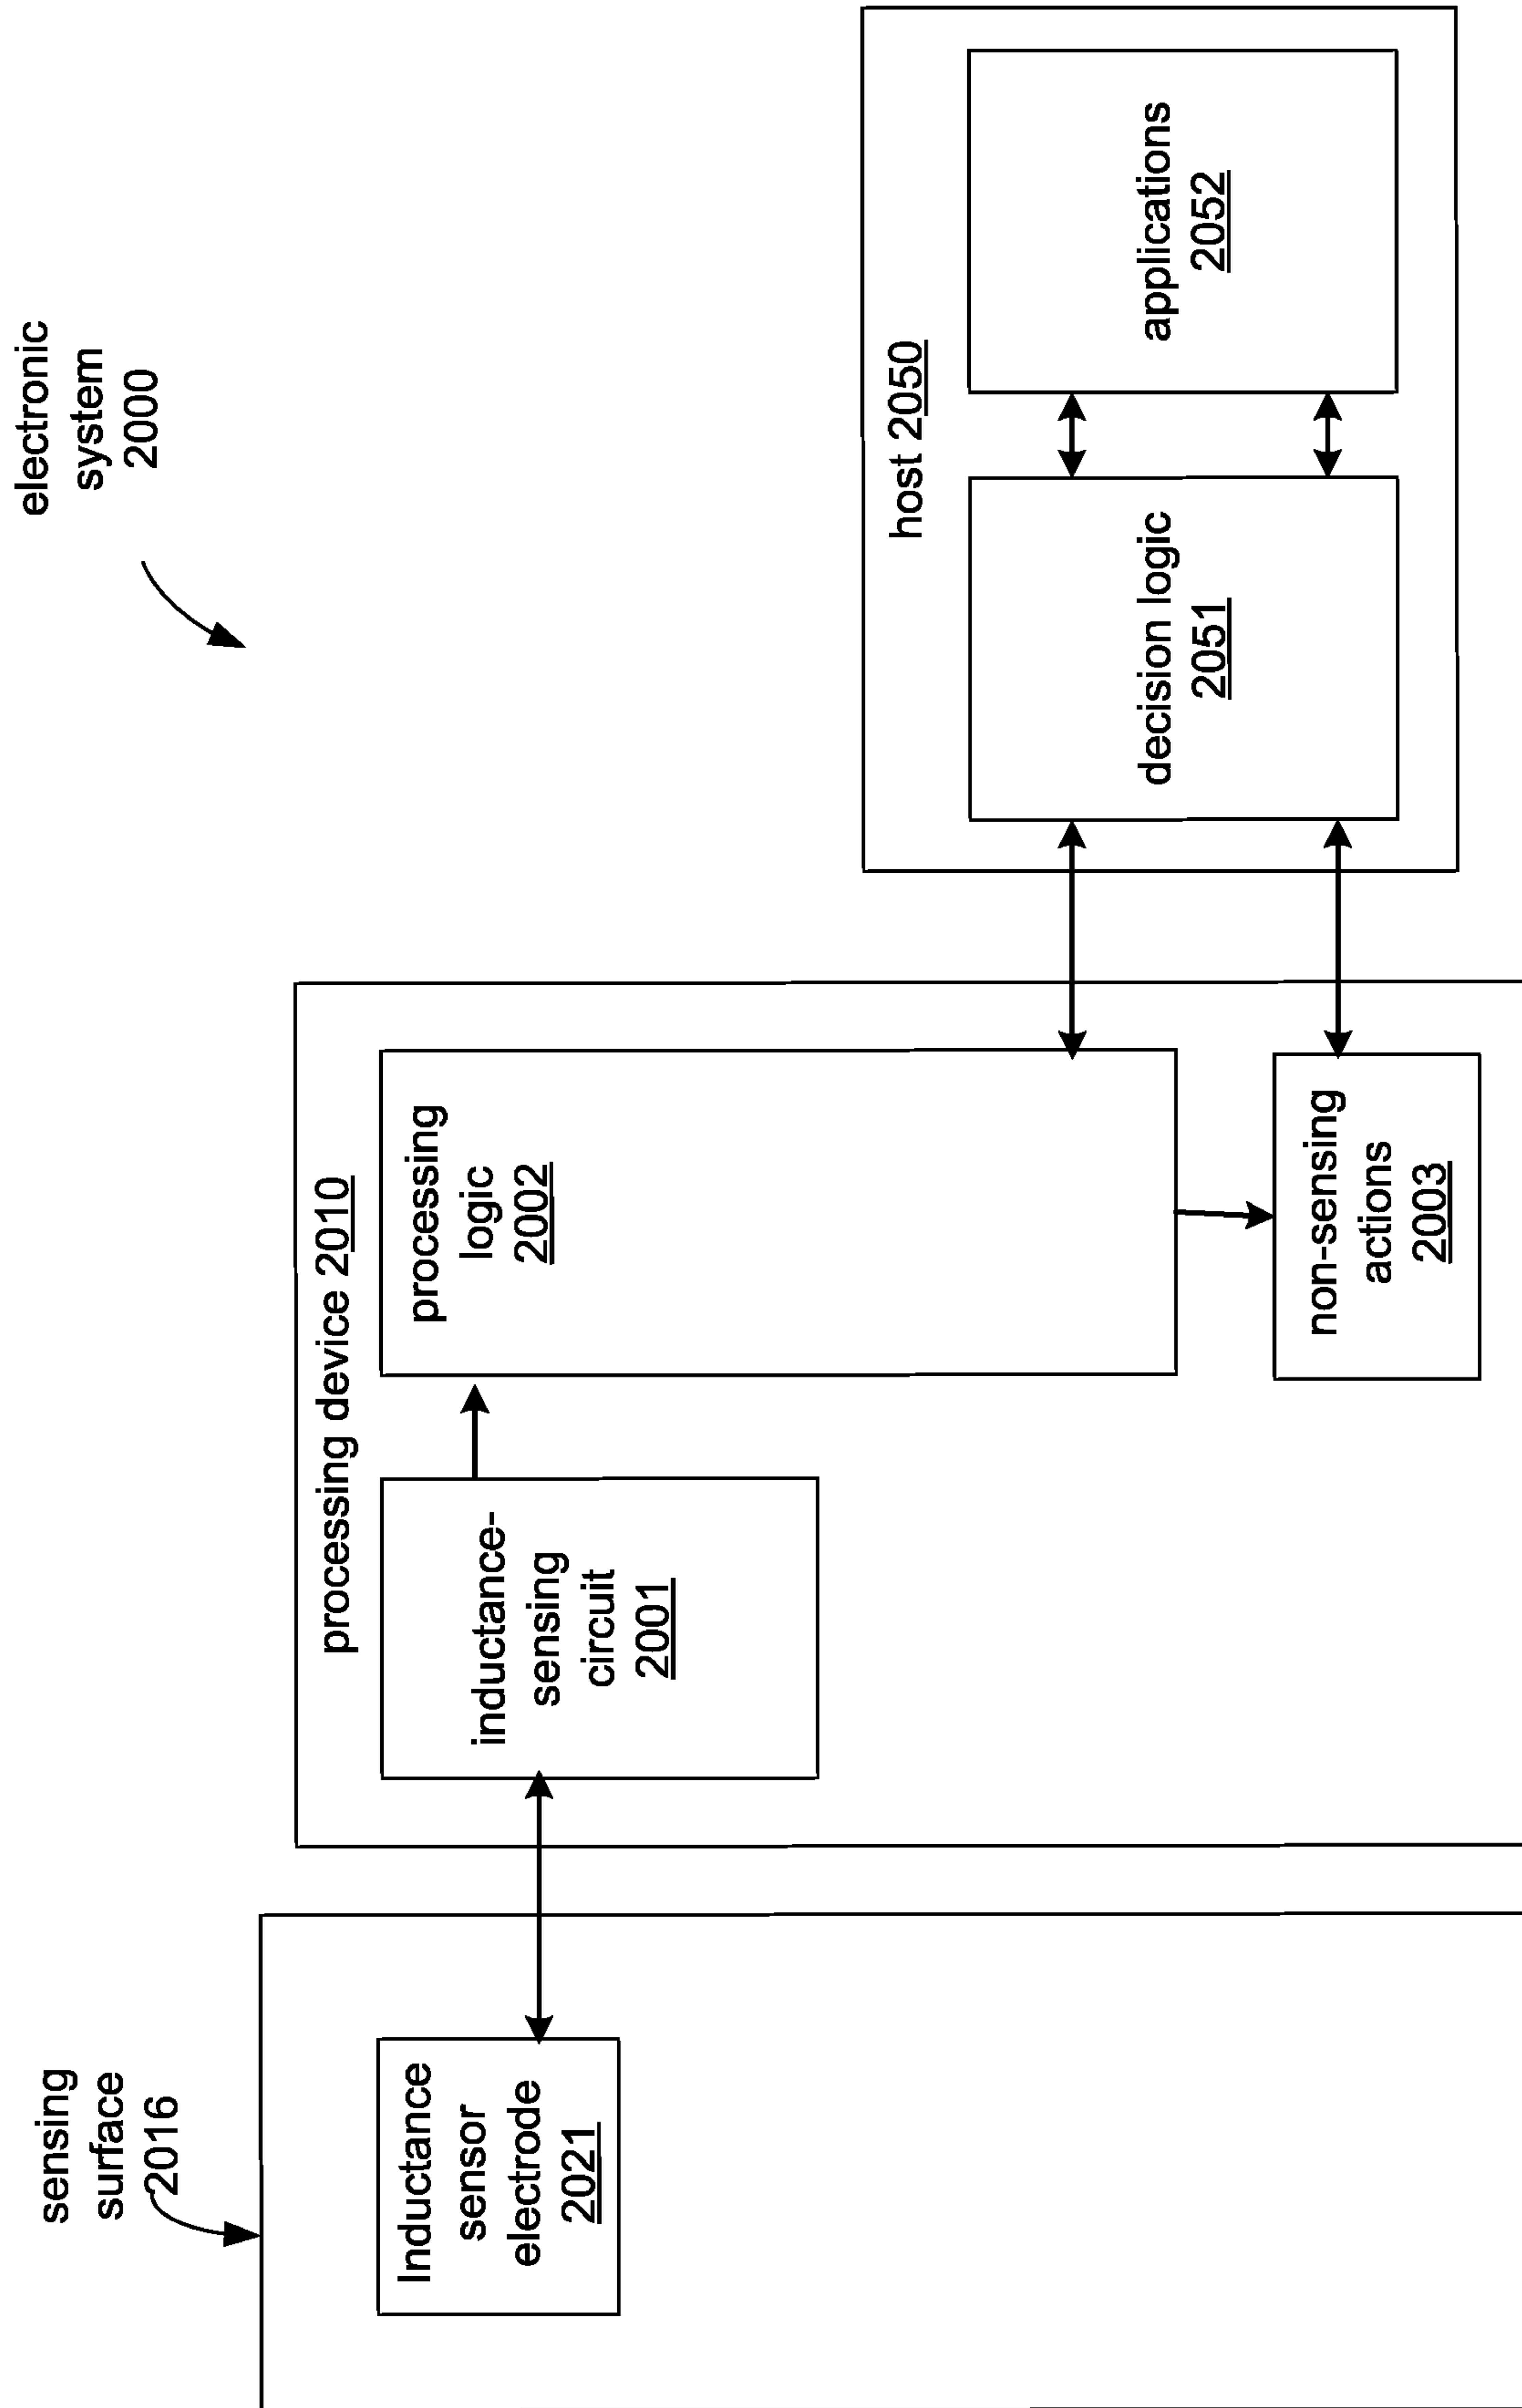 electronic
system
2000
sensing
surface
2016
Inductance
sensor
electrode
2021
processing device 2010
inductance-
sensing
circuit
2001
processing
logic
2002
non-sensing
actions
2003
host 2050
decision logic
2051
applications
2052